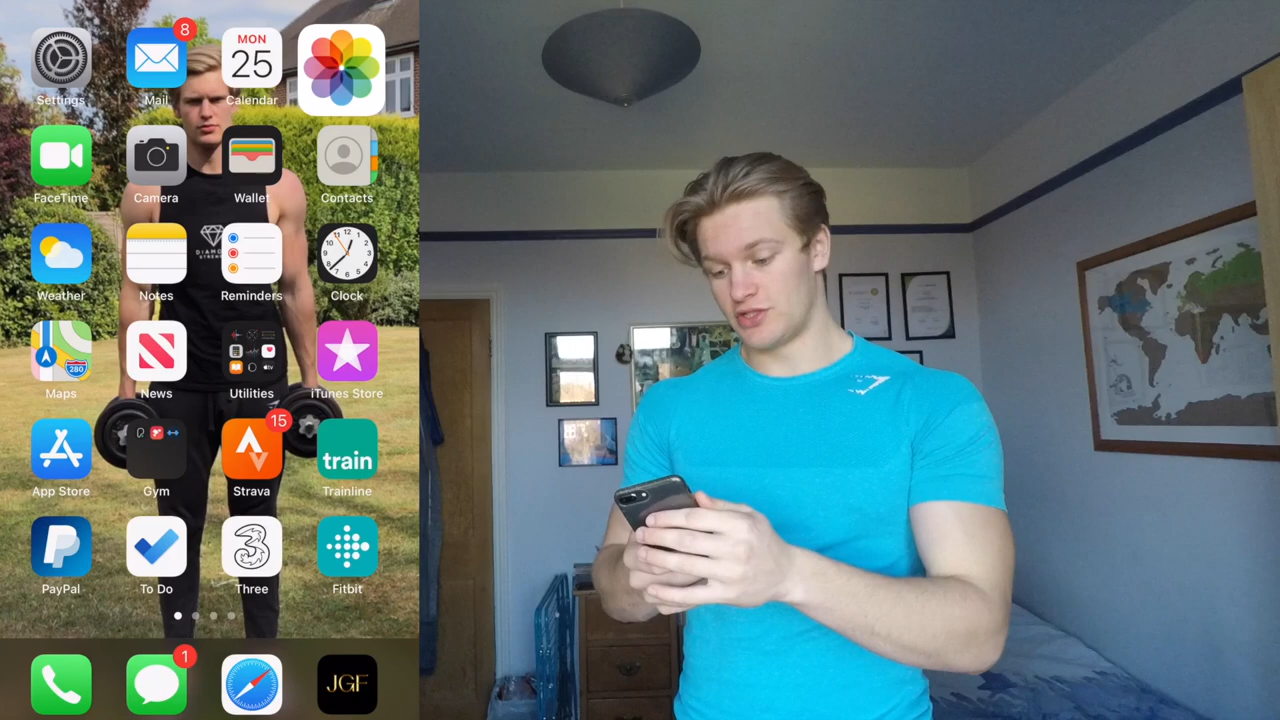 8
MON
25
Settings
Mail
Calendar
FaceTime
Camera
Wallet
Contacts
DIAMOND
Weather
Notes
Reminders
Clock
280
Maps
News
Utilities
iTunes Store
15
train
App Store
Gym
Strava
Trainline
PayPal
To Do
Three
Fitbit
1
JGF